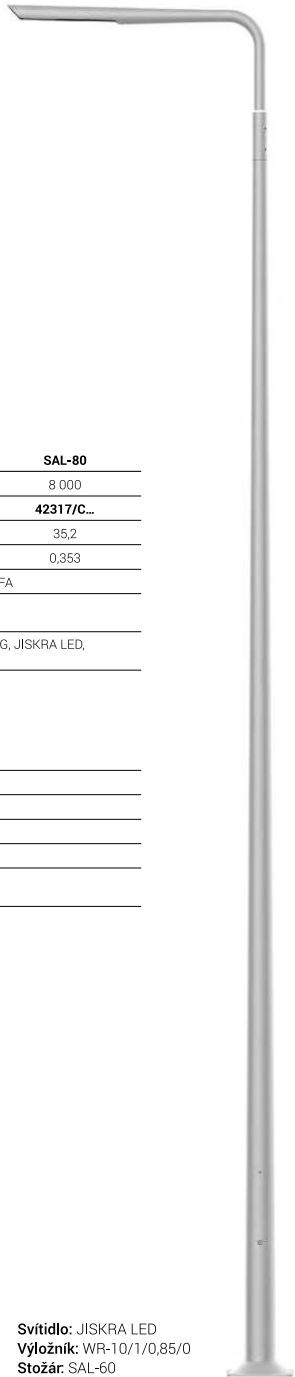 SAL-80
8 000
42317/C...
35,2
0,353
FA
G, JISKRA LED,
Svítidlo: JISKRA LED
Výložník: WR-10/1/0,85/0
Stožár: SAL-60